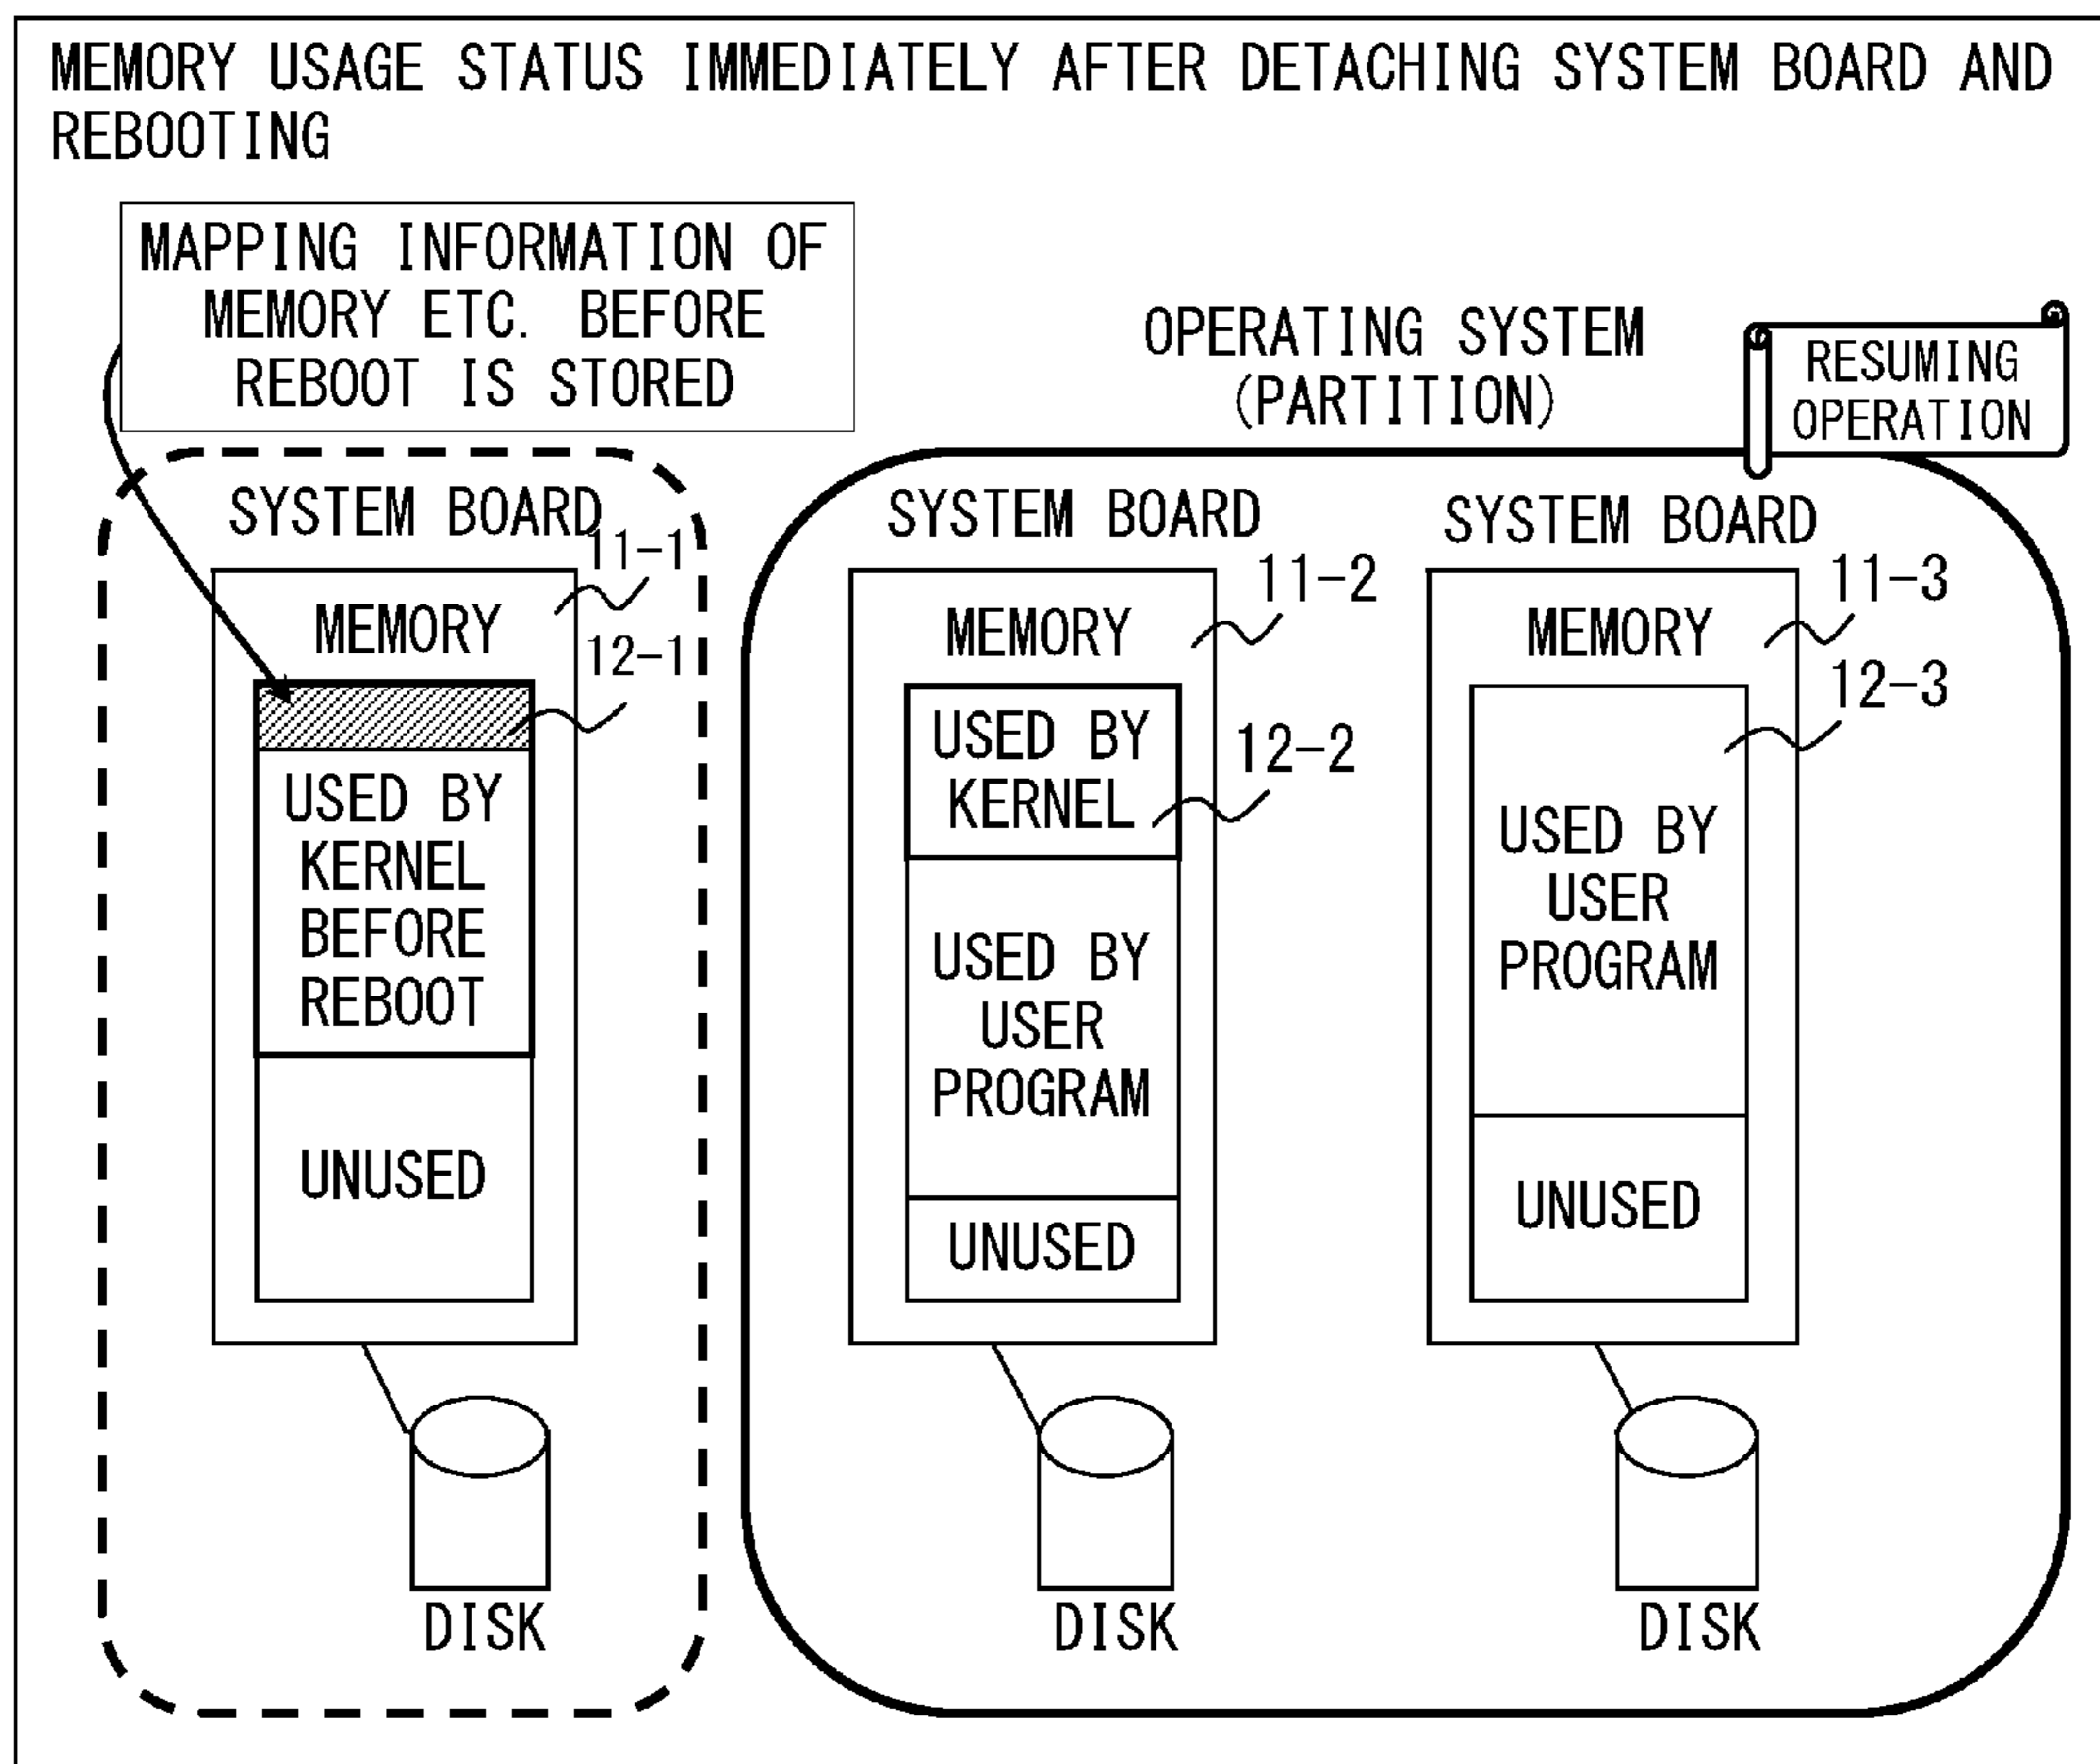 MEMORY USAGE STATUS IMMEDIATELY AFTER DETACHING SYSTEM BOARD AND
REBOOTING
MAPPING INFORMATION OF
MEMORY ETC. BEFORE
REBOOT IS STORED
OPERATING SYSTEM
(PARTITION)
RESUMING
OPERATION
SYSTEM BOARD
11-1
MEMORY
12-1
USED BY
KERNEL
BEFORE
REBOOT
UNUSED
DISK
SYSTEM BOARD
11-2
MEMORY
USED BY
KERNEL
12-2
USED BY
USER
PROGRAM
UNUSED
DISK
SYSTEM BOARD
11-3
MEMORY
12-3
USED BY
USER
PROGRAM
UNUSED
DISK